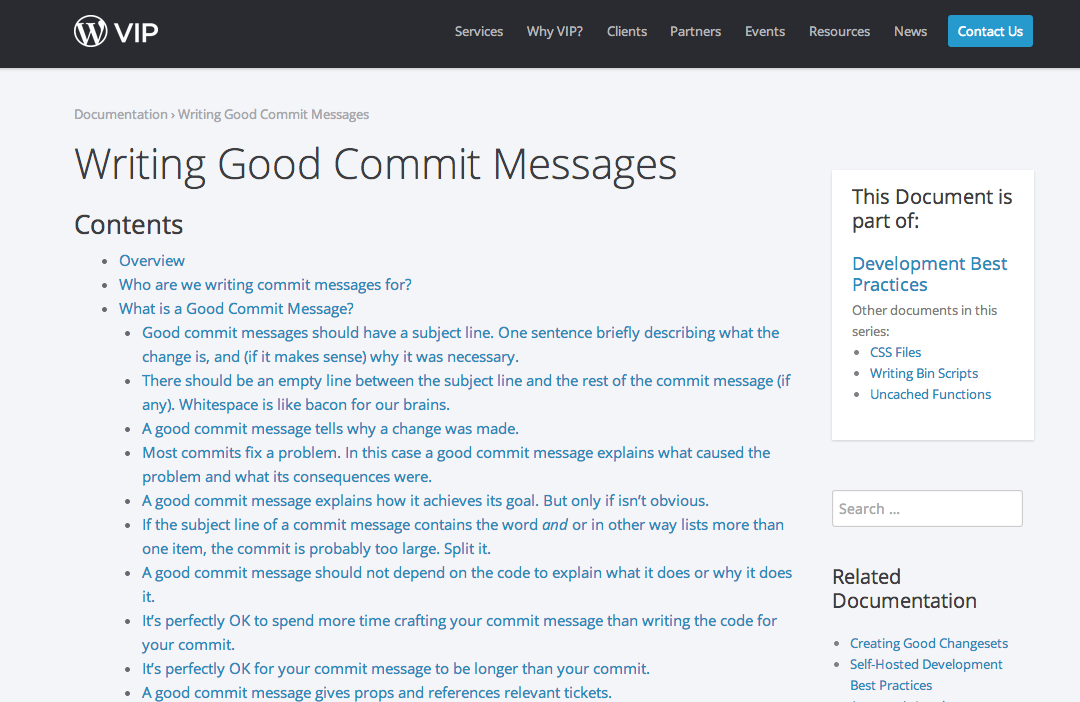 VIP
Services Why VIP? Clients Partners Events Resources News Contact Us
Documentation › Writing Good Commit Messages
Writing Good Commit Messages
Contents
Overview
Who are we writing commit messages for?
What is a Good Commit Message?
Good commit messages should have a subject line. One sentence briefly describing what the
change is, and (if it makes sense) why it was necessary.
There should be an empty line between the subject line and the rest of the commit message (if
any). Whitespace is like bacon for our brains.
A good commit message tells why a change was made.
Most commits fix a problem. In this case a good commit message explains what caused the
problem and what its consequences were.
A good commit message explains how it achieves its goal. But only if isn’t obvious.
If the subject line of a commit message contains the word and or in other way lists more than
one item, the commit is probably too large. Split it.
A good commit message should not depend on the code to explain what it does or why it does
it.
It’s perfectly OK to spend more time crafting your commit message than writing the code for
your commit.
It’s perfectly OK for your commit message to be longer than your commit.
A good commit message gives props and references relevant tickets.
This Document is
part of:
Development Best
Practices
Other documents in this
series:
CSS Files
Writing Bin Scripts
Uncached Functions
Search ...
Related
Documentation
Creating Good Changesets
Self-Hosted Development
Best Practices